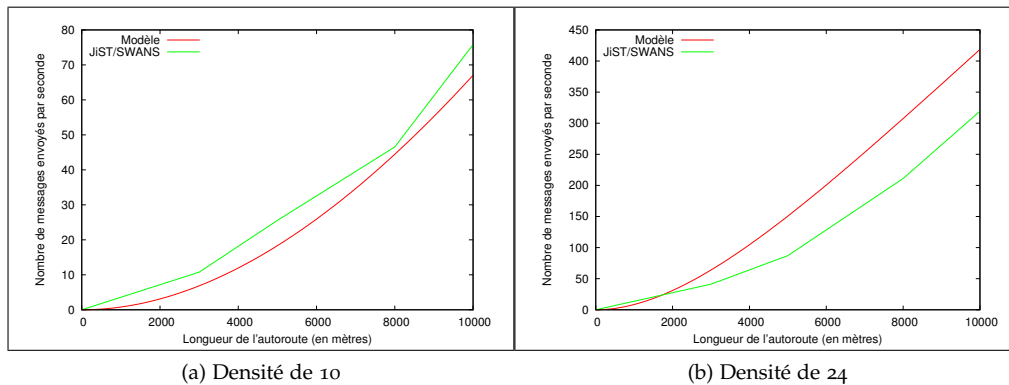 80
70
60
50
40
30
20
10
0
Nombre de messages envoyés par seconde
Modèle
JiST/SWANS
0 2000 4000 6000 8000 10000
Longueur de l'autoroute (en mètres)
(a) Densité de 10
450
400
350
300
250
200
150
100
50
0
Nombre de messages envoyés par seconde
Modèle
JiST/SWANS
0 2000 4000 6000 8000 10000
Longueur de l'autoroute (en mètres)
(b) Densité de 24